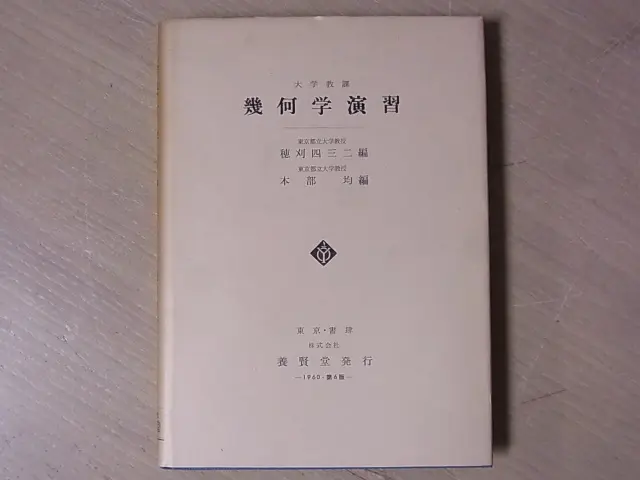 大学教課
幾何学演習
東京都立大学教授
穂刈四三二編
東京都立大学教授
木部均編
東京・書肆
株式会社
養賢堂発行
—1960・第6版—